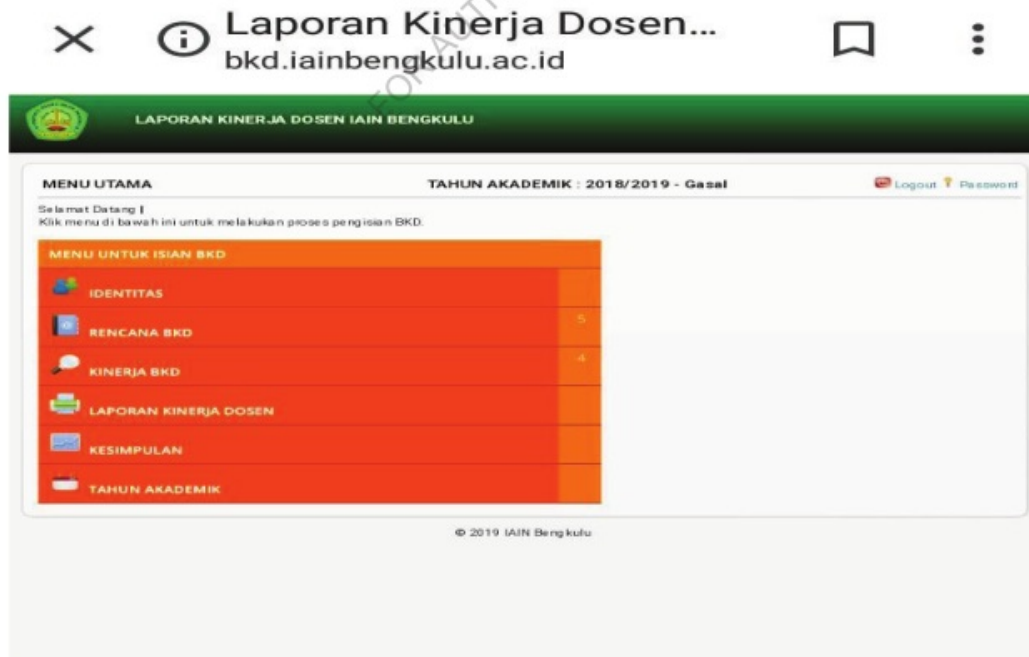 Laporan Kinerja Dosen...
bkd.iainbengkulu.ac.id
LAPORAN KINERJA DOSEN IAIN BENGKULU
MENU UTAMA
TAHUN AKADEMIK : 2018/2019 - Gasal
Logout Password
Selamat Datang |
Klik menu di bawah ini untuk melakukan proses pengisian BKD.
MENU UNTUK ISIAN BKD
IDENTITAS
RENCANA BKD 5
KINERJA BKD 4
LAPORAN KINERJA DOSEN
KESIMPULAN
TAHUN AKADEMIK
© 2019 IAIN Bengkulu
FOR AUTH